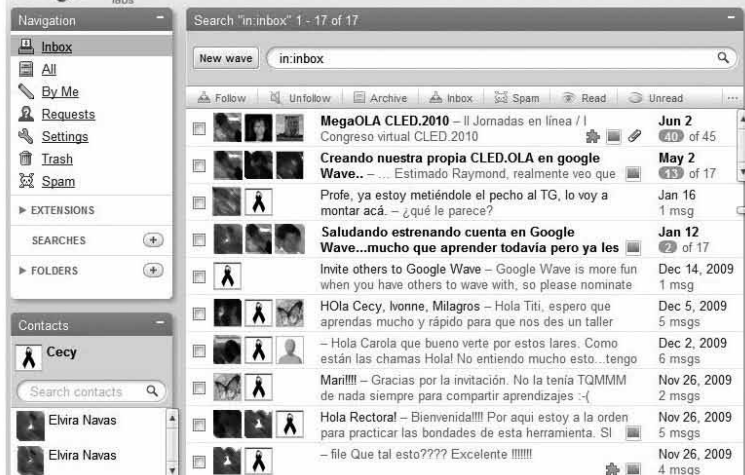 labs
Navigation
Inbox
All
By Me
Requests
Settings
Trash
Spam
EXTENSIONS
SEARCHES
FOLDERS
Contacts
Cecy
Search contacts
Elvira Navas
Elvira Navas
Search "in:inbox" 1 - 17 of 17
New wave
in:inbox
Follow Unfollow Archive Inbox Spam Read Unread ...
MegaOLA CLED.2010 – II Jornadas en línea / I Jun 2
Congreso virtual CLED.2010 40 of 45
Creando nuestra propia CLED.OLA en google May 2
Wave.. – ... Estimado Raymond, realmente veo que 13 of 17
Profe, ya estoy metiéndole el pecho al TG, lo voy a Jan 16
montar acá. – ¿qué le parece? 1 msg
Saludando estrenando cuenta en Google Jan 12
Wave...mucho que aprender todavía pero ya les 2 of 17
Invite others to Google Wave – Google Wave is more fun Dec 14, 2009
when you have others to wave with, so please nominate 1 msg
HOla Cecy, Ivonne, Milagros – Hola Titi, espero que Dec 5, 2009
aprendas mucho y rápido para que nos des un taller 5 msgs
– Hola Carola que bueno verte por estos lares. Como Dec 2, 2009
están las chamas Hola! No entiendo mucho esto...tengo 6 msgs
Mari!!!! – Gracias por la invitación. No la tenía TQMMM Nov 26, 2009
de nada siempre para compartir aprendizajes :-( 2 msgs
Hola Rectora! – Bienvenida!!!! Por aqui estoy a la orden Nov 26, 2009
para practicar las bondades de esta herramienta. SI 5 msgs
– file Que tal esto???? Excelente !!!!!!! Nov 26, 2009
4 msgs